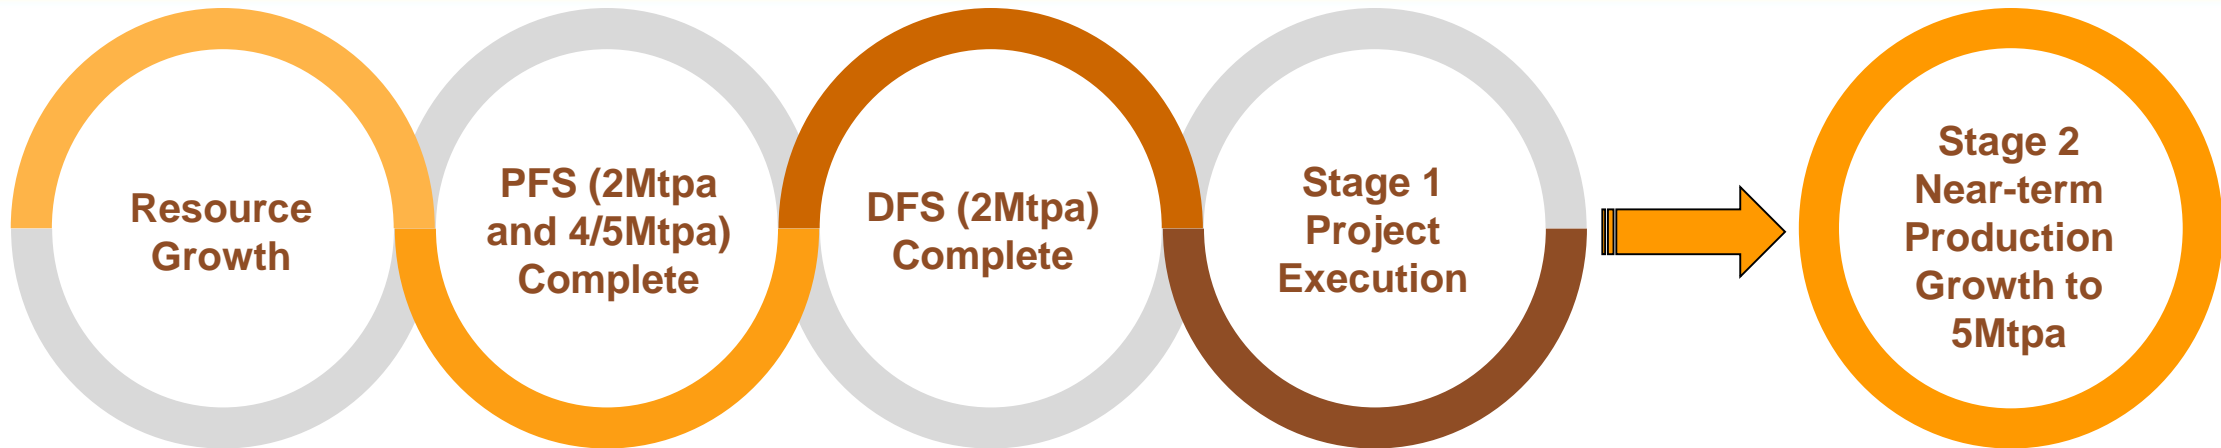 Resource
Growth
PFS (2Mtpa
and 4/5Mtpa)
Complete
DFS (2Mtpa)
Complete
Stage 1
Project
Execution
Stage 2
Near-term
Production
Growth to
5Mtpa